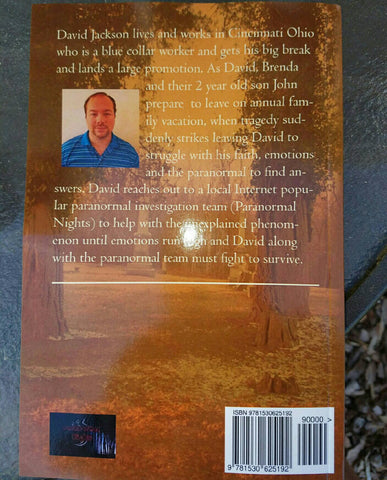 David Jackson lives and works in Cincinnati Ohio
who is a blue collar worker and gets his big break
and lands a large promotion. As David, Brenda
and their 2 year old son John
prepare to leave on annual fam-
ily vacation, when tragedy sud-
denly strikes leaving David to
struggle with his faith, emotions
and the paranormal to find an-
swers. David reaches out to a local Internet popu-
lar paranormal investigation team (Paranormal
Nights) to help with the unexplained phenom-
enon until emotions run high and David along
with the paranormal team must fight to survive.
ISBN 9781530625192
90000 >
9 781530 625192